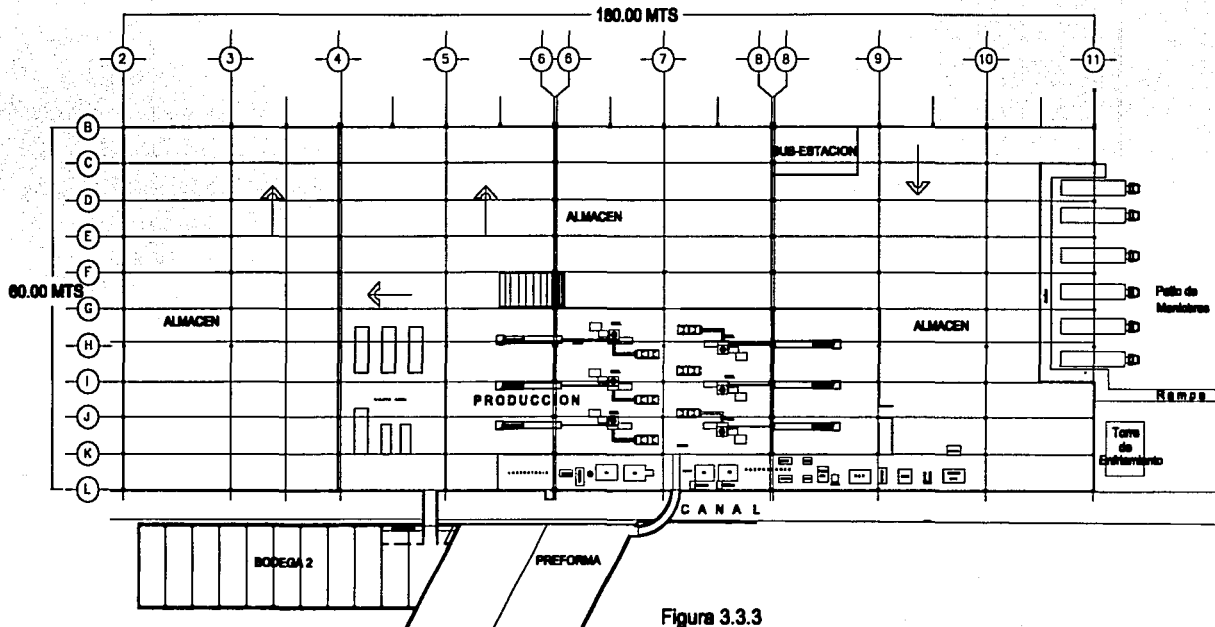 180.00 MTS
2 3 4 5 6 6 7 8 8 9 10 11
B
C
SUB-ESTACION
D
ALMACEN
E
F
60.00 MTS
G
Patio de
Maniobras
ALMACEN
ALMACEN
H
I
PRODUCCION
Rampa
J
K
Torre
de
Enfriamiento
LABORATORIO
L
CANAL
BODEGA 2
PREFORMA
Figura 3.3.3